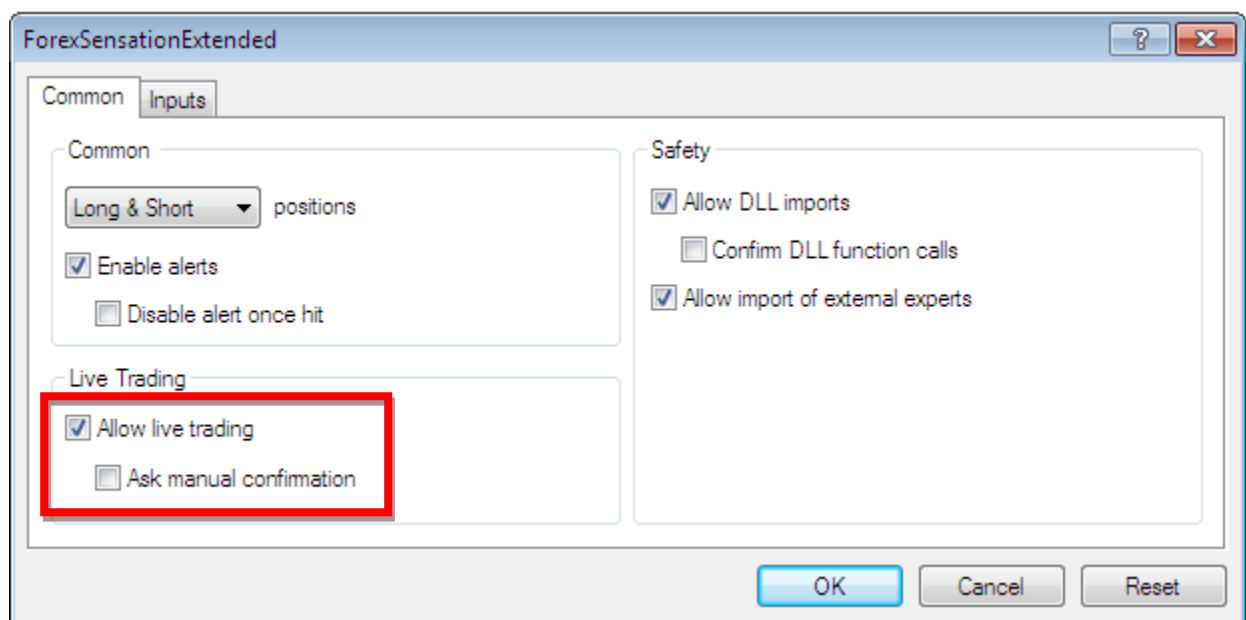 ForexSensationExtended
Common
Inputs
Common
Long & Short positions
Enable alerts
Disable alert once hit
Live Trading
Allow live trading
Ask manual confirmation
Safety
Allow DLL imports
Confirm DLL function calls
Allow import of external experts
OK
Cancel
Reset